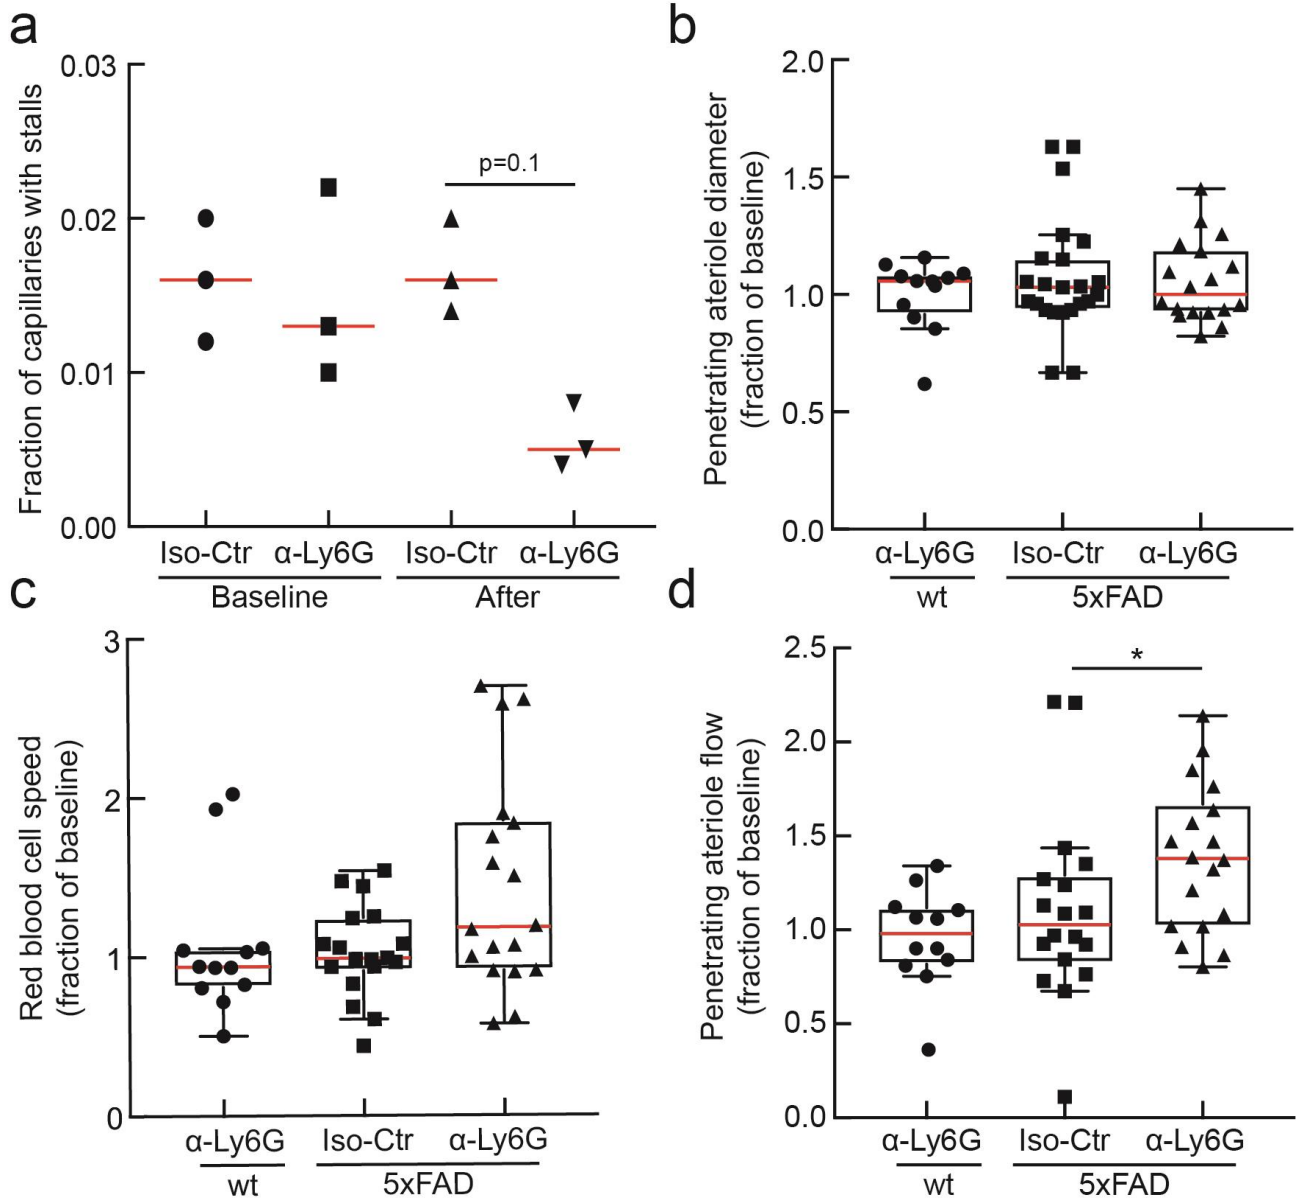 a
Fraction of capillaries with stalls
0.03
0.02
0.01
0.00
p=0.1
Iso-Ctr
α-Ly6G
Iso-Ctr
α-Ly6G
Baseline
After
b
Penetrating ateriole diameter
(fraction of baseline)
2.0
1.5
1.0
0.5
0.0
α-Ly6G
Iso-Ctr
α-Ly6G
wt
5xFAD
c
Red blood cell speed
(fraction of baseline)
3
2
1
0
α-Ly6G
Iso-Ctr
α-Ly6G
wt
5xFAD
d
Penetrating ateriole flow
(fraction of baseline)
2.5
2.0
1.5
1.0
0.5
0.0
*
α-Ly6G
Iso-Ctr
α-Ly6G
wt
5xFAD